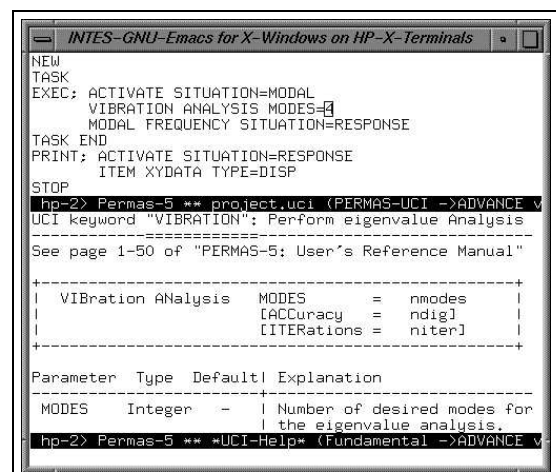 INTES-GNU-Emacs for X-Windows on HP-X-Terminals
NEW
TASK
EXEC; ACTIVATE SITUATION=MODAL
VIBRATION ANALYSIS MODES=4
MODAL FREQUENCY SITUATION=RESPONSE
TASK END
PRINT; ACTIVATE SITUATION=RESPONSE
ITEM XYDATA TYPE=DISP
STOP
hp-2> Permas-5 ** project.uci (PERMAS-UCI ->ADVANCE v
UCI keyword "VIBRATION": Perform eigenvalue Analysis
------------============----------------------------
See page 1-50 of "PERMAS-5: User's Reference Manual"
+--------------------------------------------------+
| VIBration ANalysis MODES = nmodes |
| [ACCuracy = ndig] |
| [ITERations = niter] |
+--------------------------------------------------+
Parameter Type Default| Explanation
----------------------+-----------------------------
MODES Integer - | Number of desired modes for
| the eigenvalue analysis.
hp-2> Permas-5 ** *UCI-Help* (Fundamental ->ADVANCE v-